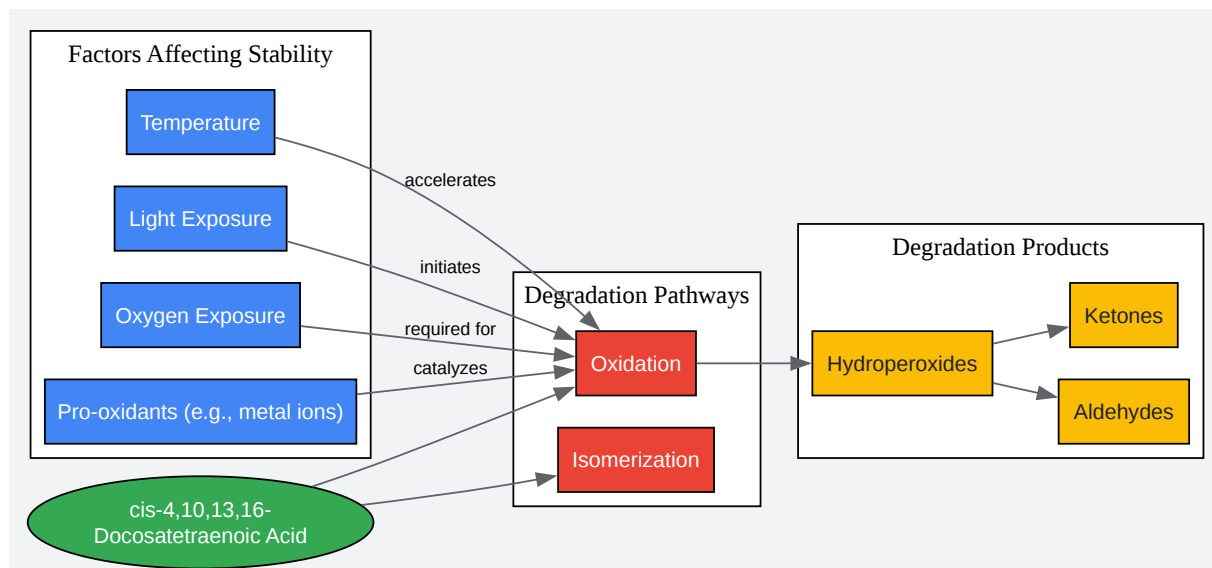 Factors Affecting Stability
Temperature
Light Exposure
Oxygen Exposure
Pro-oxidants (e.g., metal ions)
cis-4,10,13,16-
Docosatetraenoic Acid
accelerates
initiates
required for
catalyzes
Degradation Pathways
Oxidation
Isomerization
Degradation Products
Hydroperoxides
Ketones
Aldehydes